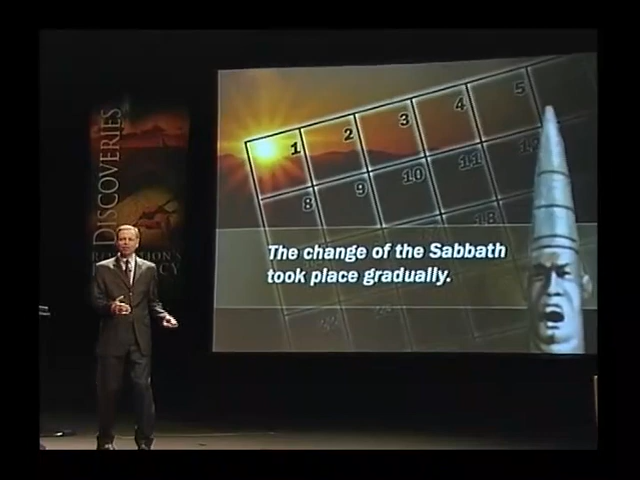 DISCOVERIES
1 2 3 4 5
8 9 10 11 12
18
The change of the Sabbath
took place gradually.